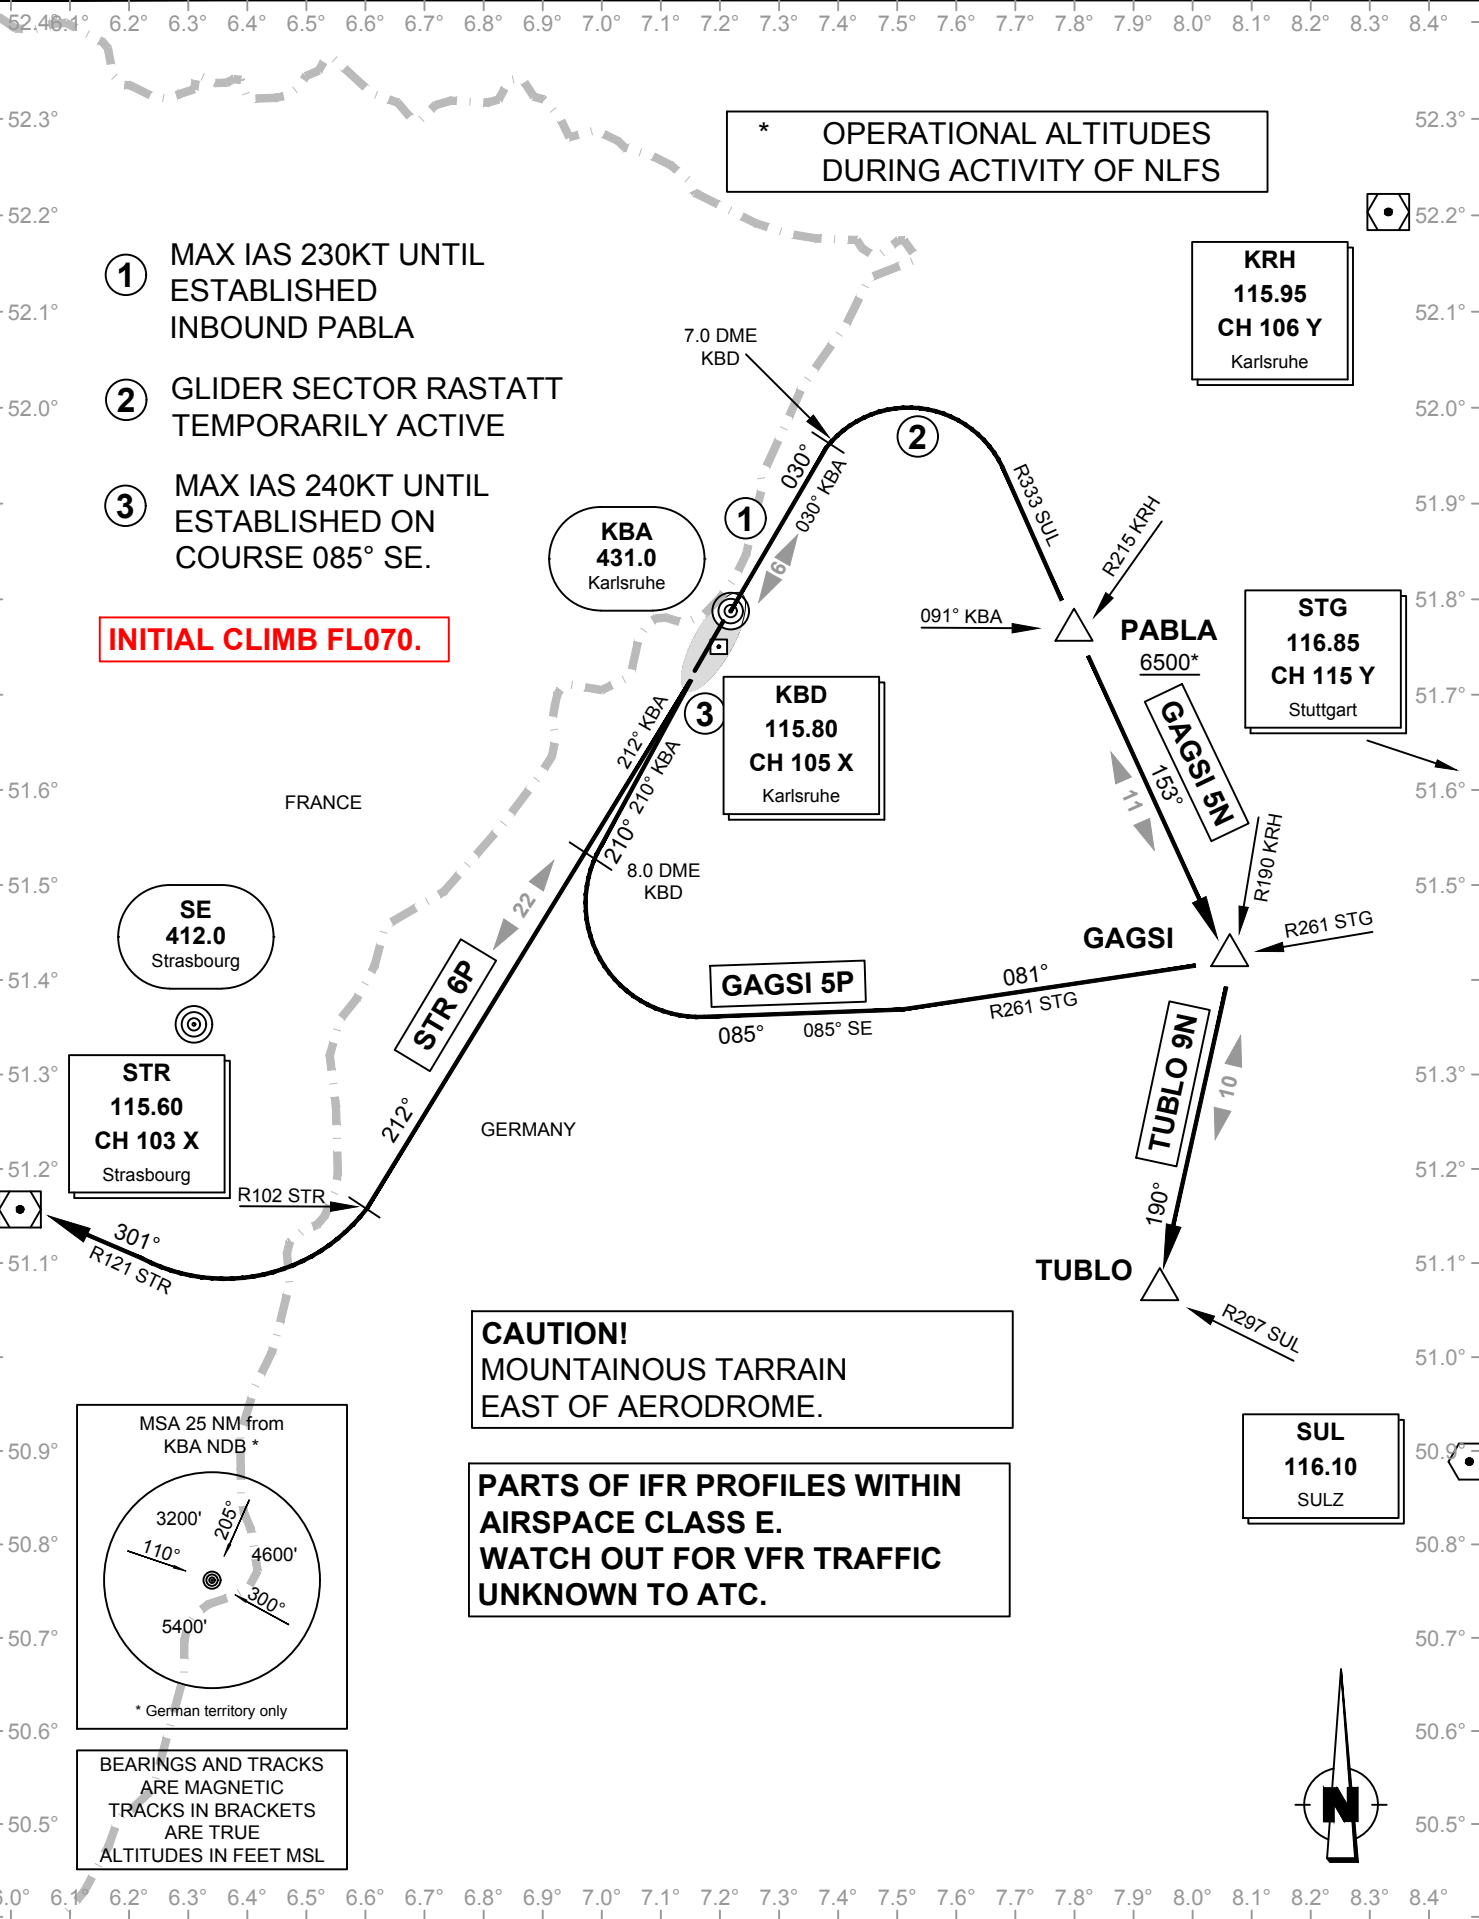 52.4° 6.1° 6.2° 6.3° 6.4° 6.5° 6.6° 6.7° 6.8° 6.9° 7.0° 7.1° 7.2° 7.3° 7.4° 7.5° 7.6° 7.7° 7.8° 7.9° 8.0° 8.1° 8.2° 8.3° 8.4°
52.3° 52.3°
* OPERATIONAL ALTITUDES
DURING ACTIVITY OF NLFS
52.2° 52.2°
1 MAX IAS 230KT UNTIL
ESTABLISHED
INBOUND PABLA
KRH
115.95
CH 106 Y
Karlsruhe
52.1° 52.1°
7.0 DME
KBD
2 GLIDER SECTOR RASTATT
TEMPORARILY ACTIVE
52.0° 52.0°
2
3 MAX IAS 240KT UNTIL
ESTABLISHED ON
COURSE 085° SE.
030°
030° KBA
R333 SUL
51.9°
1
KBA
431.0
Karlsruhe
6
R215 KRH
51.8°
091° KBA
PABLA
6500*
INITIAL CLIMB FL070.
STG
116.85
CH 115 Y
Stuttgart
51.7°
3
KBD
115.80
CH 105 X
Karlsruhe
212° KBA
210° KBA
GAGSI 5N
153°
11
51.6° 51.6°
FRANCE
210°
8.0 DME
KBD
R190 KRH
51.5° 51.5°
22
SE
412.0
Strasbourg
GAGSI
R261 STG
51.4° 51.4°
STR 6P
GAGSI 5P
081°
R261 STG
085°
085° SE
TUBLO 9N
10
51.3° 51.3°
STR
115.60
CH 103 X
Strasbourg
212°
GERMANY
51.2° 51.2°
R102 STR
190°
301°
R121 STR
51.1° 51.1°
TUBLO
R297 SUL
51.0°
CAUTION!
MOUNTAINOUS TARRAIN
EAST OF AERODROME.
MSA 25 NM from
KBA NDB *
3200'
205°
110°
4600'
300°
5400'
* German territory only
50.9° 50.9°
SUL
116.10
SULZ
PARTS OF IFR PROFILES WITHIN
AIRSPACE CLASS E.
WATCH OUT FOR VFR TRAFFIC
UNKNOWN TO ATC.
50.8° 50.8°
50.7° 50.7°
50.6° 50.6°
BEARINGS AND TRACKS
ARE MAGNETIC
TRACKS IN BRACKETS
ARE TRUE
ALTITUDES IN FEET MSL
N
50.5° 50.5°
6.0° 6.1° 6.2° 6.3° 6.4° 6.5° 6.6° 6.7° 6.8° 6.9° 7.0° 7.1° 7.2° 7.3° 7.4° 7.5° 7.6° 7.7° 7.8° 7.9° 8.0° 8.1° 8.2° 8.3° 8.4°